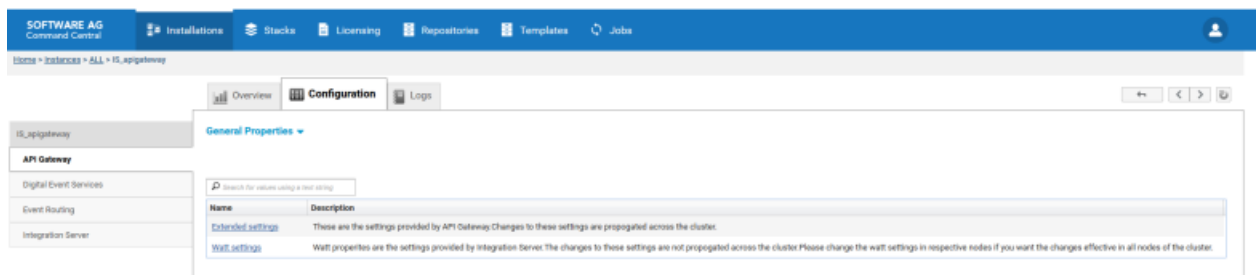 SOFTWARE AG
Command Central
Installations Stacks Licensing Repositories Templates Jobs
Home > Instances > ALL > IS_apigateway
Overview Configuration Logs
IS_apigateway
General Properties
API Gateway
Digital Event Services
Search for values using a text string
Event Routing
Name Description
Integration Server
Extended settings These are the settings provided by API Gateway.Changes to these settings are propogated across the cluster.
Watt settings Watt properites are the settings provided by Integration Server.The changes to these settings are not propogated across the cluster.Please change the watt settings in respective nodes if you want the changes effective in all nodes of the cluster.